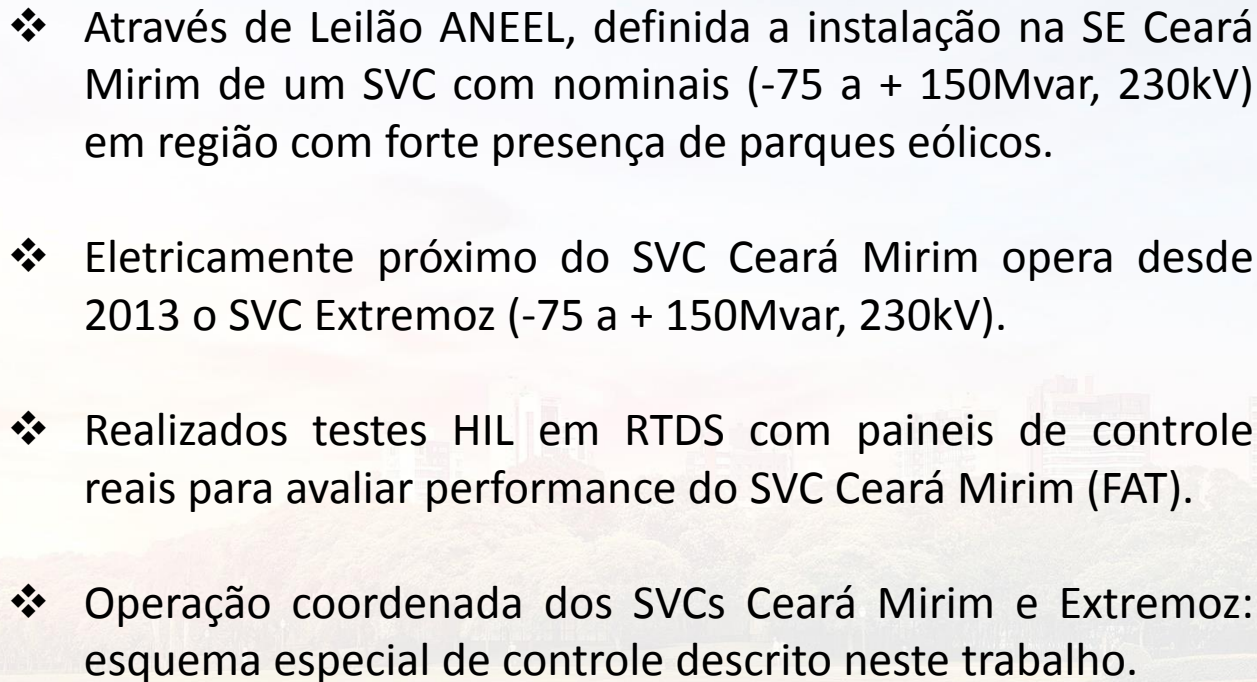 ❖ Através de Leilão ANEEL, definida a instalação na SE Ceará
Mirim de um SVC com nominais (-75 a + 150Mvar, 230kV)
em região com forte presença de parques eólicos.
❖ Eletricamente próximo do SVC Ceará Mirim opera desde
2013 o SVC Extremoz (-75 a + 150Mvar, 230kV).
❖ Realizados testes HIL em RTDS com paineis de controle
reais para avaliar performance do SVC Ceará Mirim (FAT).
❖ Operação coordenada dos SVCs Ceará Mirim e Extremoz:
esquema especial de controle descrito neste trabalho.